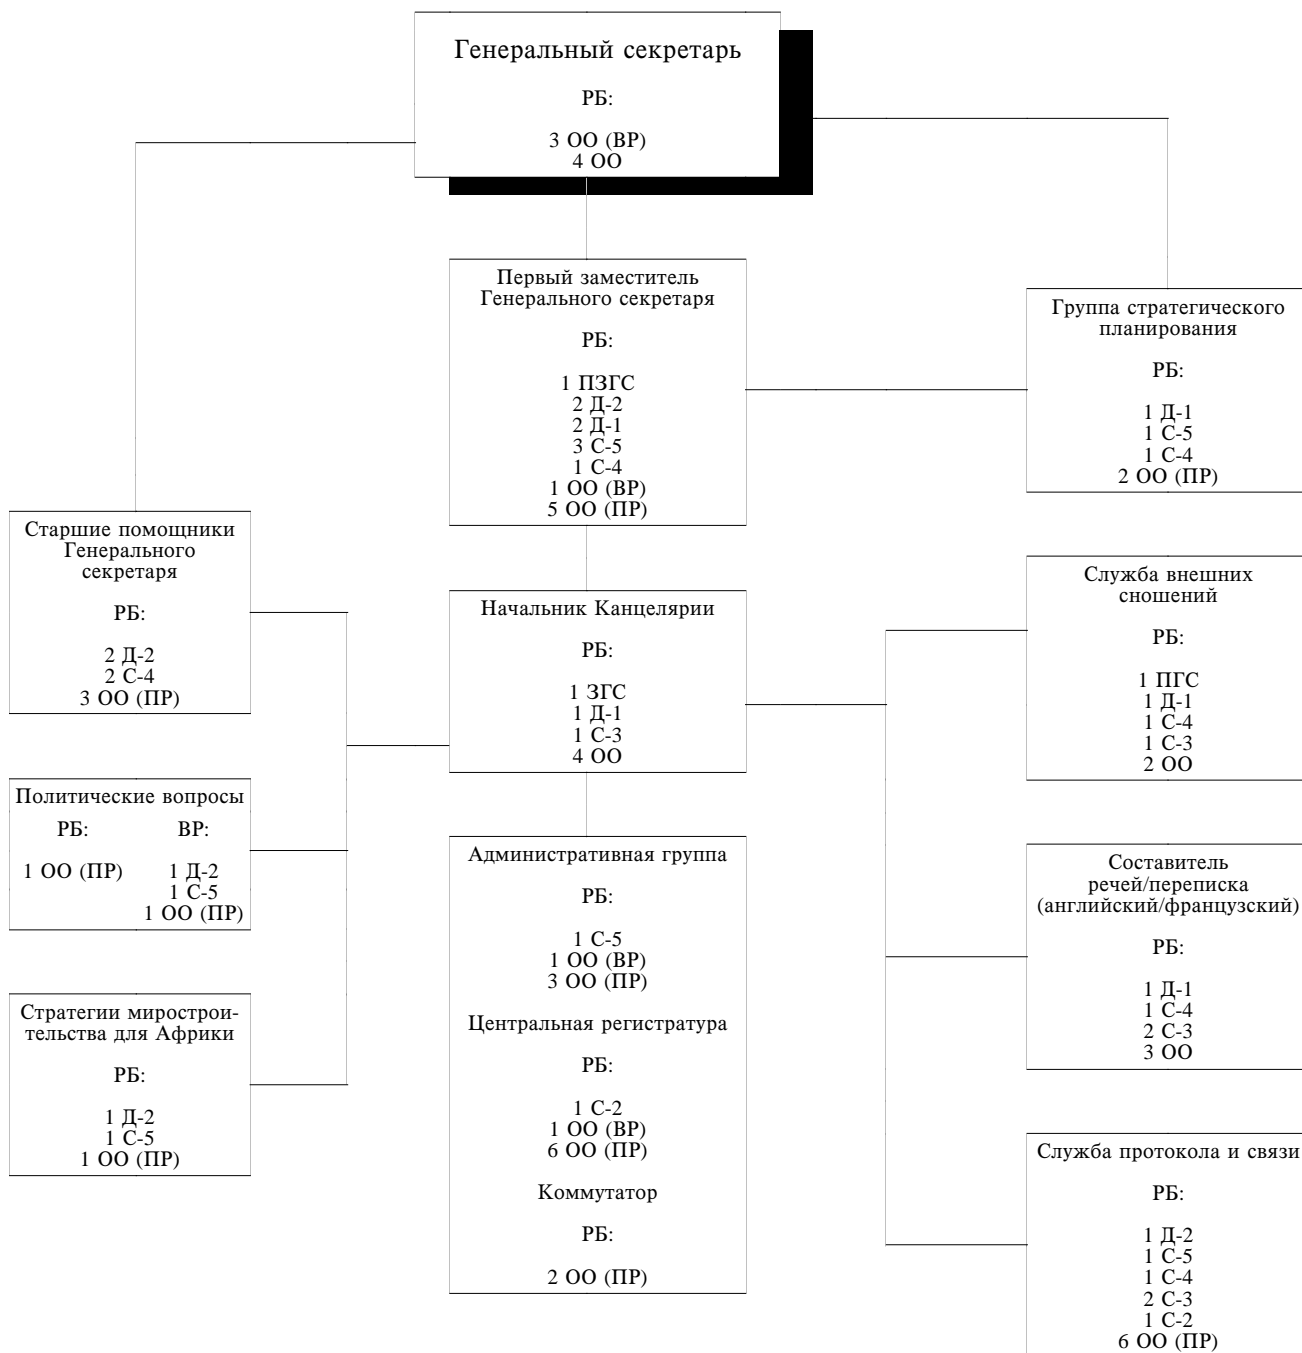 Генеральный секретарь
РБ:
3 ОО (ВР)
4 ОО
Первый заместитель
Генерального секретаря
РБ:
1 ПЗГС
2 Д-2
2 Д-1
3 С-5
1 С-4
1 ОО (ВР)
5 ОО (ПР)
Группа стратегического
планирования
РБ:
1 Д-1
1 С-5
1 С-4
2 ОО (ПР)
Старшие помощники
Генерального
секретаря
РБ:
2 Д-2
2 С-4
3 ОО (ПР)
Начальник Канцелярии
РБ:
1 ЗГС
1 Д-1
1 С-3
4 ОО
Служба внешних
сношений
РБ:
1 ПГС
1 Д-1
1 С-4
1 С-3
2 ОО
Политические вопросы
РБ: ВР:
1 ОО (ПР) 1 Д-2
1 С-5
1 ОО (ПР)
Административная группа
РБ:
1 С-5
1 ОО (ВР)
3 ОО (ПР)
Центральная регистратура
РБ:
1 С-2
1 ОО (ВР)
6 ОО (ПР)
Коммутатор
РБ:
2 ОО (ПР)
Составитель
речей/переписка
(английский/французский)
РБ:
1 Д-1
1 С-4
2 С-3
3 ОО
Стратегии миростро-
ительства для Африки
РБ:
1 Д-2
1 С-5
1 ОО (ПР)
Служба протокола и связи
РБ:
1 Д-2
1 С-5
1 С-4
2 С-3
1 С-2
6 ОО (ПР)